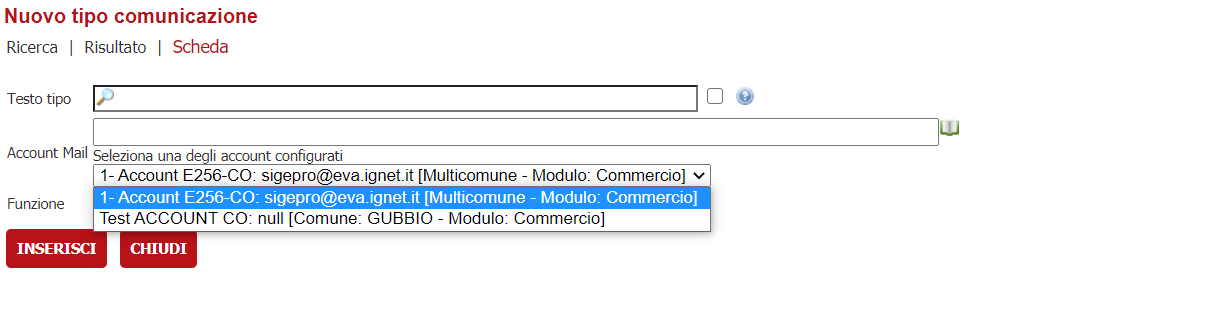 Nuovo tipo comunicazione
Ricerca | Risultato | Scheda
Testo tipo
Account Mail
Seleziona una degli account configurati
1- Account E256-CO: sigepro@eva.ignet.it [Multicomune - Modulo: Commercio]
1- Account E256-CO: sigepro@eva.ignet.it [Multicomune - Modulo: Commercio]
Funzione
Test ACCOUNT CO: null [Comune: GUBBIO - Modulo: Commercio]
INSERISCI CHIUDI